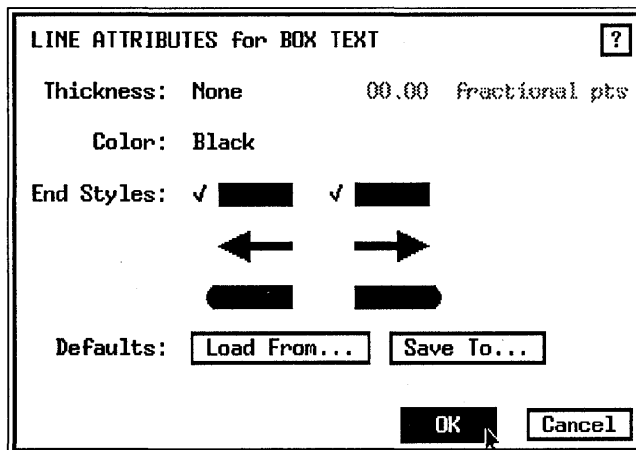 LINE ATTRIBUTES for BOX TEXT ?
Thickness: None 00.00 fractional pts
Color: Black
End Styles: √ √
Defaults: Load From... Save To...
OK Cancel